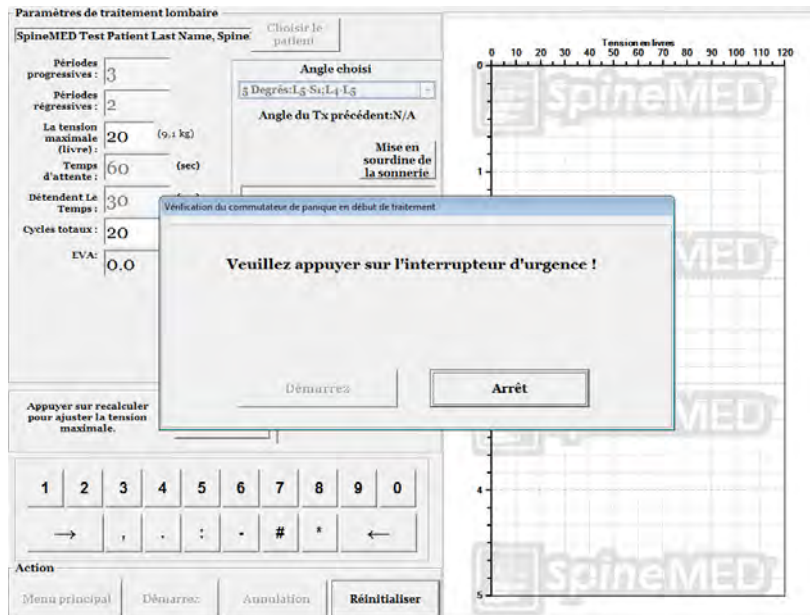 Paramètres de traitement lombaire
SpineMED Test Patient Last Name, Spine
Choisir le
patient
Périodes
progressives :
3
Périodes
régressives :
2
La tension
maximale
(livre) :
20
(9,1 kg)
Temps
d'attente :
60
(sec)
Détendent Le
Temps :
30
Cycles totaux :
20
EVA:
0.0
Angle choisi
5 Degrés:L5-S1;L4-L5
Angle du Tx précédent:N/A
Mise en
sourdine de
la sonnerie
Vérification du commutateur de panique en début de traitement
Veuillez appuyer sur l'interrupteur d'urgence !
Démarrez
Arrêt
Appuyer sur recalculer
pour ajuster la tension
maximale.
1 2 3 4 5 6 7 8 9 0
→ , . : - # * ←
Action
Menu principal Démarrez Annulation Réinitialiser
Tension en livres
0 10 20 30 40 50 60 70 80 90 100 110 120
0
1
4
5
SpineMED
SpineMED
MED
MED
SpineMED